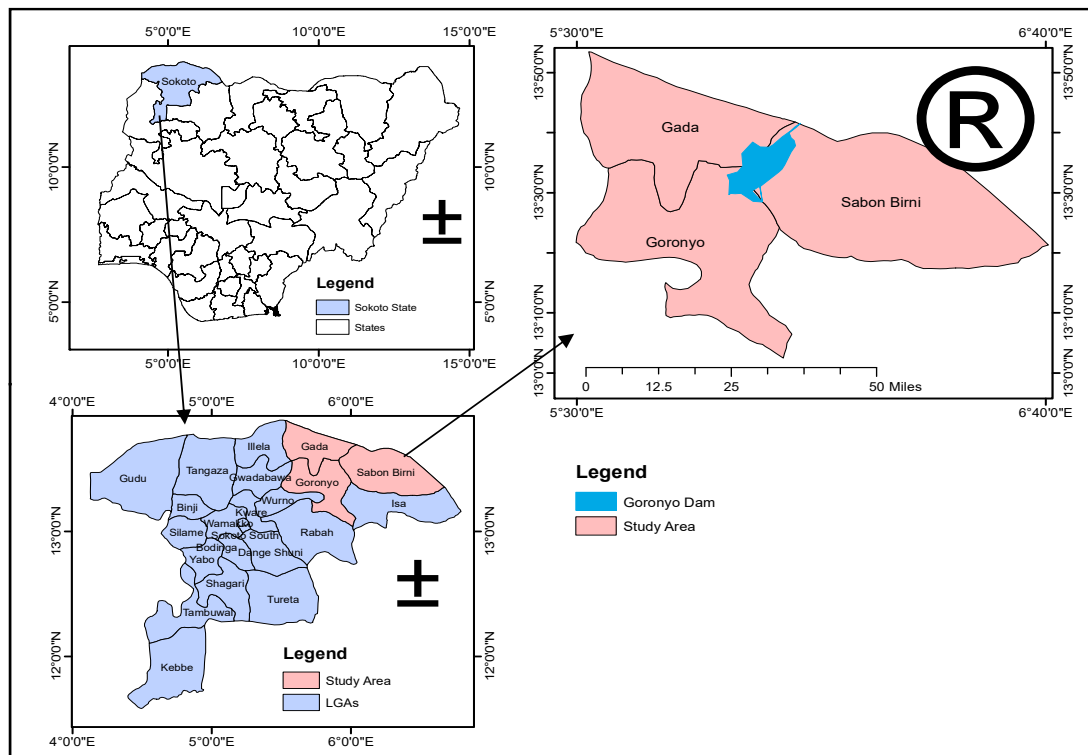 5°0'0"E 10°0'0"E 15°0'0"E
10°0'0"N
5°0'0"N
Sokoto
±
Legend
Sokoto State
States
10°0'0"N
5°0'0"N
5°0'0"E 10°0'0"E 15°0'0"E
5°30'0"E 6°40'0"E
13°50'0"N
13°30'0"N
13°10'0"N
13°0'0"N
Gada
Sabon Birni
Goronyo
®
0 12.5 25 50 Miles
13°50'0"N
13°30'0"N
13°10'0"N
13°0'0"N
5°30'0"E 6°40'0"E
Legend
Goronyo Dam
Study Area
4°0'0"E 5°0'0"E 6°0'0"E
13°0'0"N
12°0'0"N
Illela
Gada
Gudu
Tangaza
Gwadabawa
Goronyo
Sabon Birni
Isa
Binji
Wurno
Kware
Wamakko
Silame
Sokoto South
Rabah
Bodinga
Dange Shuni
Yabo
Shagari
Tureta
Tambuwal
Kebbe
±
Legend
Study Area
LGAs
13°0'0"N
12°0'0"N
4°0'0"E 5°0'0"E 6°0'0"E